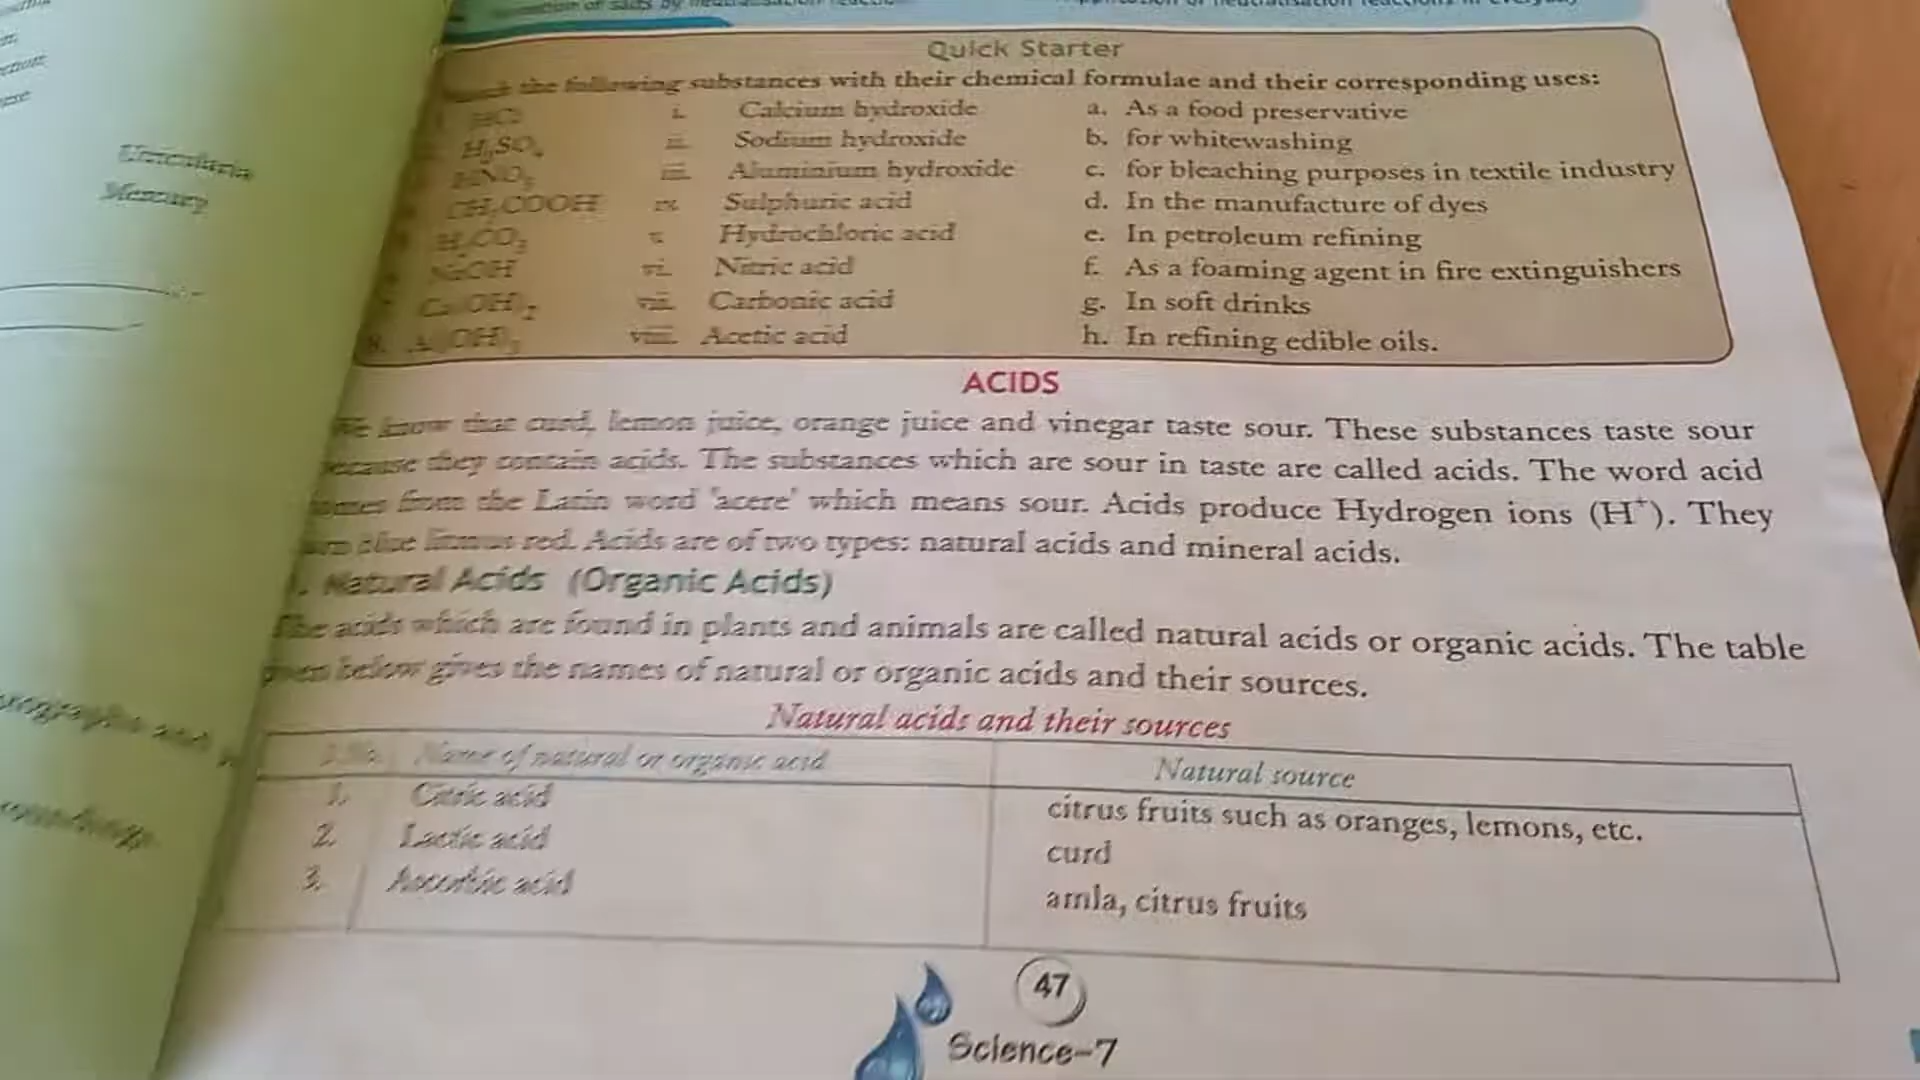 Quick Starter
the following substances with their chemical formulae and their corresponding uses:
HCl i. Calcium hydroxide a. As a food preservative
H₂SO₄ ii. Sodium hydroxide b. for whitewashing
HNO₃ iii. Aluminium hydroxide c. for bleaching purposes in textile industry
CH₃COOH iv. Sulphuric acid d. In the manufacture of dyes
H₂CO₃ v. Hydrochloric acid e. In petroleum refining
NaOH vi. Nitric acid f. As a foaming agent in fire extinguishers
Ca(OH)₂ vii. Carbonic acid g. In soft drinks
8. Al(OH)₃ viii. Acetic acid h. In refining edible oils.
ACIDS
We know that curd, lemon juice, orange juice and vinegar taste sour. These substances taste sour
because they contain acids. The substances which are sour in taste are called acids. The word acid
comes from the Latin word 'acere' which means sour. Acids produce Hydrogen ions (H⁺). They
turn blue litmus red. Acids are of two types: natural acids and mineral acids.
1. Natural Acids (Organic Acids)
The acids which are found in plants and animals are called natural acids or organic acids. The table
given below gives the names of natural or organic acids and their sources.
Natural acids and their sources
S.No. Name of natural or organic acid Natural source
1. Citric acid citrus fruits such as oranges, lemons, etc.
2. Lactic acid curd
3. Ascorbic acid amla, citrus fruits
47
Science-7
Mercury